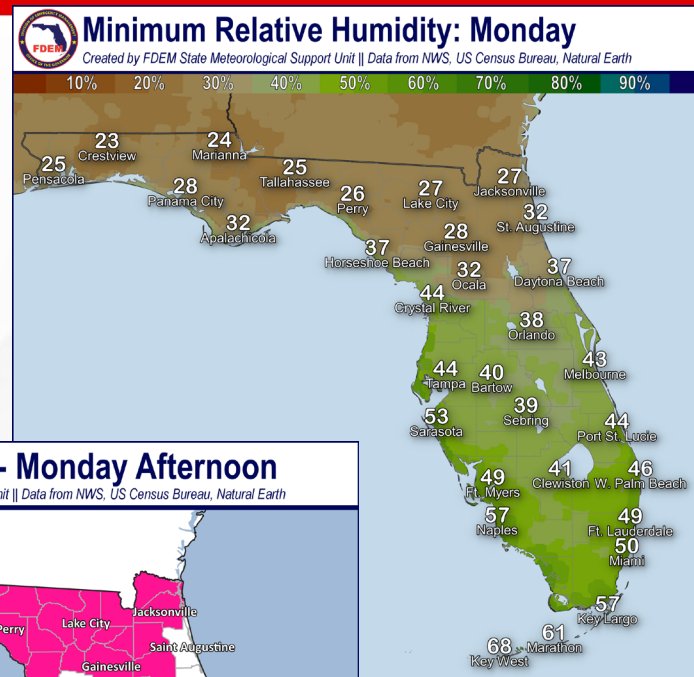 FDEM
Minimum Relative Humidity: Monday
Created by FDEM State Meteorological Support Unit || Data from NWS, US Census Bureau, Natural Earth
10% 20% 30% 40% 50% 60% 70% 80% 90%
23
Crestview
24
Marianna
25
Pensacola
25
Tallahassee
28
Panama City
26
Perry
27
Lake City
27
Jacksonville
32
Apalachicola
32
St. Augustine
28
Gainesville
37
Horseshoe Beach
32
Ocala
37
Daytona Beach
44
Crystal River
38
Orlando
43
Melbourne
44
Tampa
40
Bartow
39
Sebring
53
Sarasota
44
Port St. Lucie
49
Ft. Myers
41
Clewiston
46
W. Palm Beach
57
Naples
49
Ft. Lauderdale
50
Miami
57
Key Largo
61
Marathon
68
Key West
- Monday Afternoon
nit || Data from NWS, US Census Bureau, Natural Earth
Jacksonville
Perry
Lake City
Saint Augustine
Gainesville